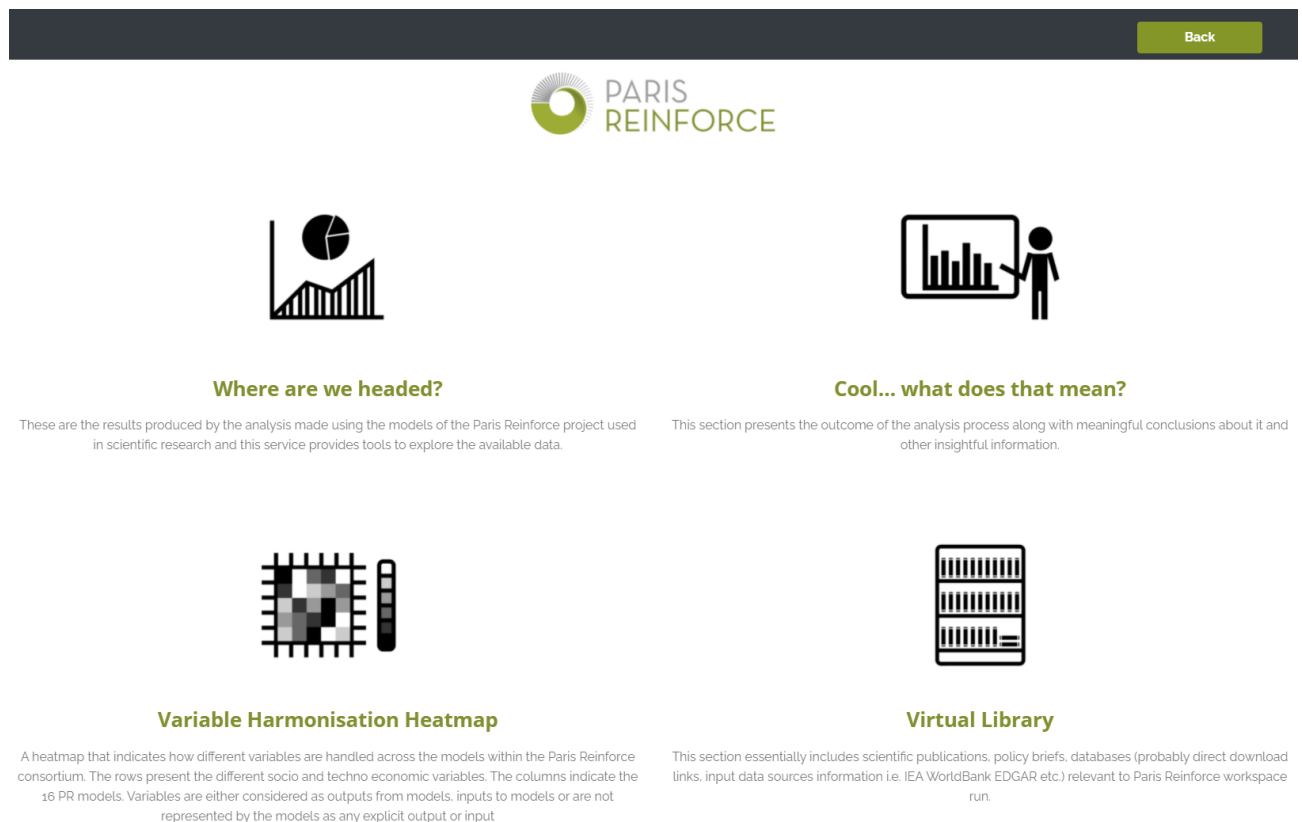 Back
PARIS
REINFORCE
Where are we headed?
These are the results produced by the analysis made using the models of the Paris Reinforce project used
in scientific research and this service provides tools to explore the available data.
Cool... what does that mean?
This section presents the outcome of the analysis process along with meaningful conclusions about it and
other insightful information.
Variable Harmonisation Heatmap
A heatmap that indicates how different variables are handled across the models within the Paris Reinforce
consortium. The rows present the different socio and techno economic variables. The columns indicate the
16 PR models. Variables are either considered as outputs from models, inputs to models or are not
represented by the models as any explicit output or input
Virtual Library
This section essentially includes scientific publications, policy briefs, databases (probably direct download
links, input data sources information i.e. IEA WorldBank EDGAR etc.) relevant to Paris Reinforce workspace
run.